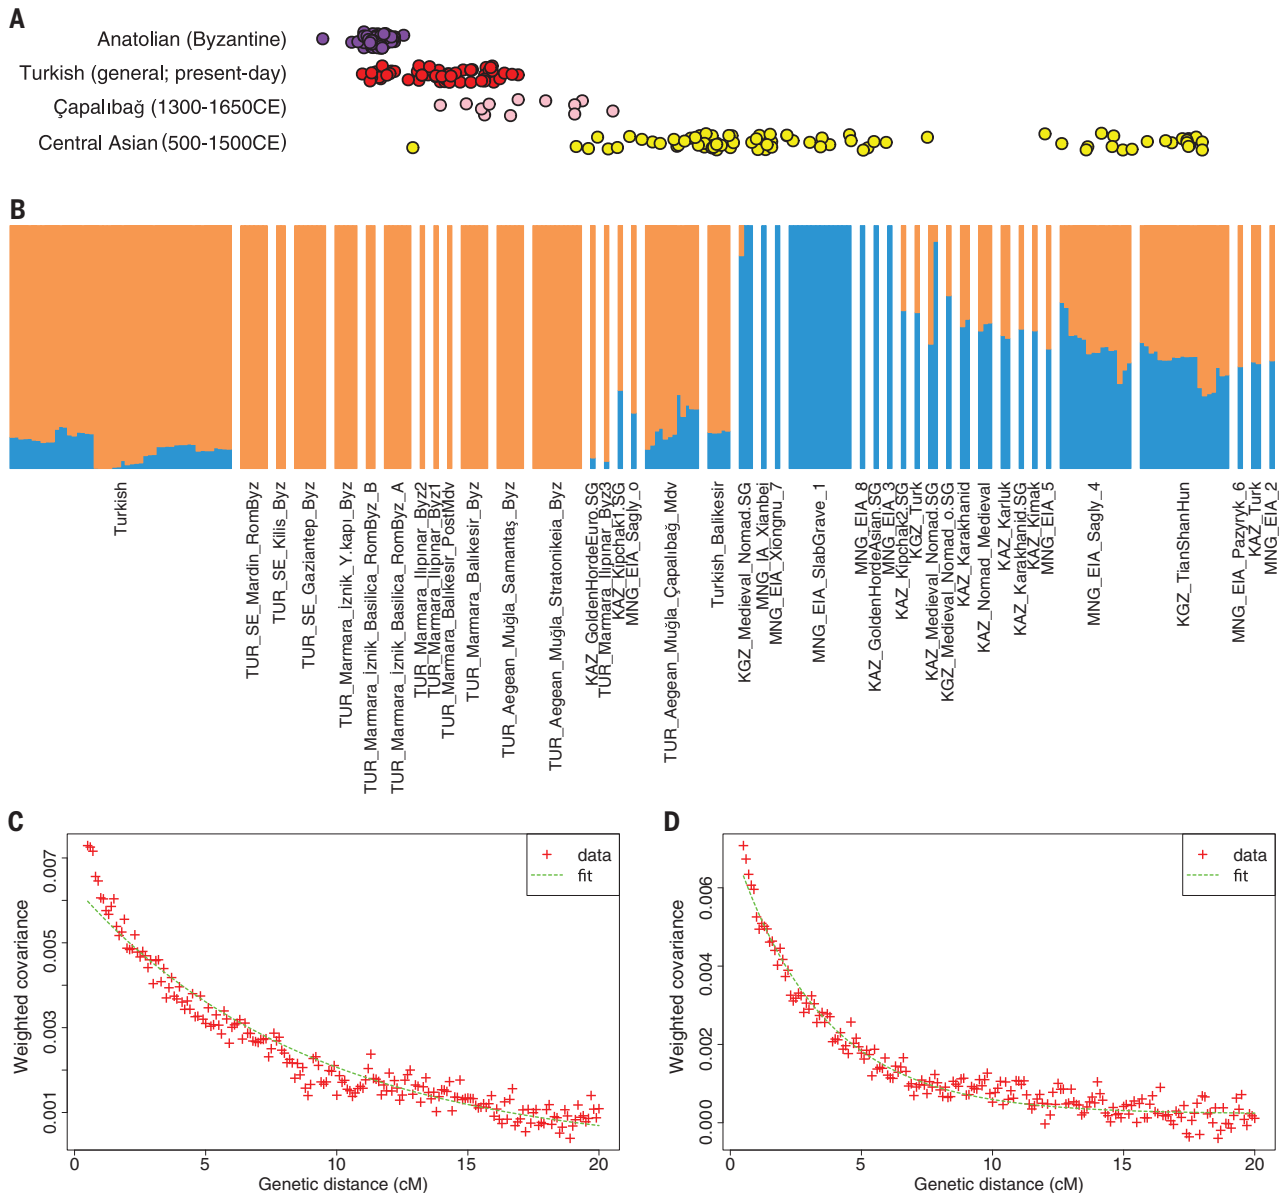 A
Anatolian (Byzantine)
Turkish (general; present-day)
Çapalıbağ (1300-1650CE)
Central Asian (500-1500CE)
B
Turkish
TUR_SE_Mardin_RomByz
TUR_SE_Kilis_Byz
TUR_SE_Gaziantep_Byz
TUR_Marmara_İznik_Y.kapı_Byz
TUR_Marmara_İznik_Basilica_RomByz_B
TUR_Marmara_İznik_Basilica_RomByz_A
TUR_Marmara_Ilıpınar_Byz2
TUR_Marmara_Ilıpınar_Byz1
TUR_Marmara_Balıkesir_PostMdv
TUR_Marmara_Balıkesir_Byz
TUR_Aegean_Muğla_Samantaş_Byz
TUR_Aegean_Muğla_Stratonikeia_Byz
KAZ_GoldenHordeEuro.SG
TUR_Marmara_Ilıpınar_Byz3
KAZ_Kipchak1.SG
MNG_EIA_Sagly_o
TUR_Aegean_Muğla_Çapalıbağ_Mdv
Turkish_Balikesir
KGZ_Medieval_Nomad.SG
MNG_IA_Xianbei
MNG_EIA_Xiongnu_7
MNG_EIA_SlabGrave_1
MNG_EIA_8
KAZ_GoldenHordeAsian.SG
MNG_EIA_3
KAZ_Kipchak2.SG
KGZ_Turk
KAZ_Medieval_Nomad.SG
KGZ_Medieval_Nomad_o.SG
KAZ_Karakhanid
KAZ_Nomad_Medieval
KAZ_Karluk
KAZ_Karakhanid.SG
KAZ_Kimak
MNG_EIA_5
MNG_EIA_Sagly_4
KGZ_TianShanHun
MNG_EIA_Pazyryk_6
KAZ_Turk
MNG_EIA_2
C
Weighted covariance
0.007
0.005
0.003
0.001
data
fit
0 5 10 15 20
Genetic distance (cM)
D
Weighted covariance
0.006
0.004
0.002
0.000
data
fit
0 5 10 15 20
Genetic distance (cM)